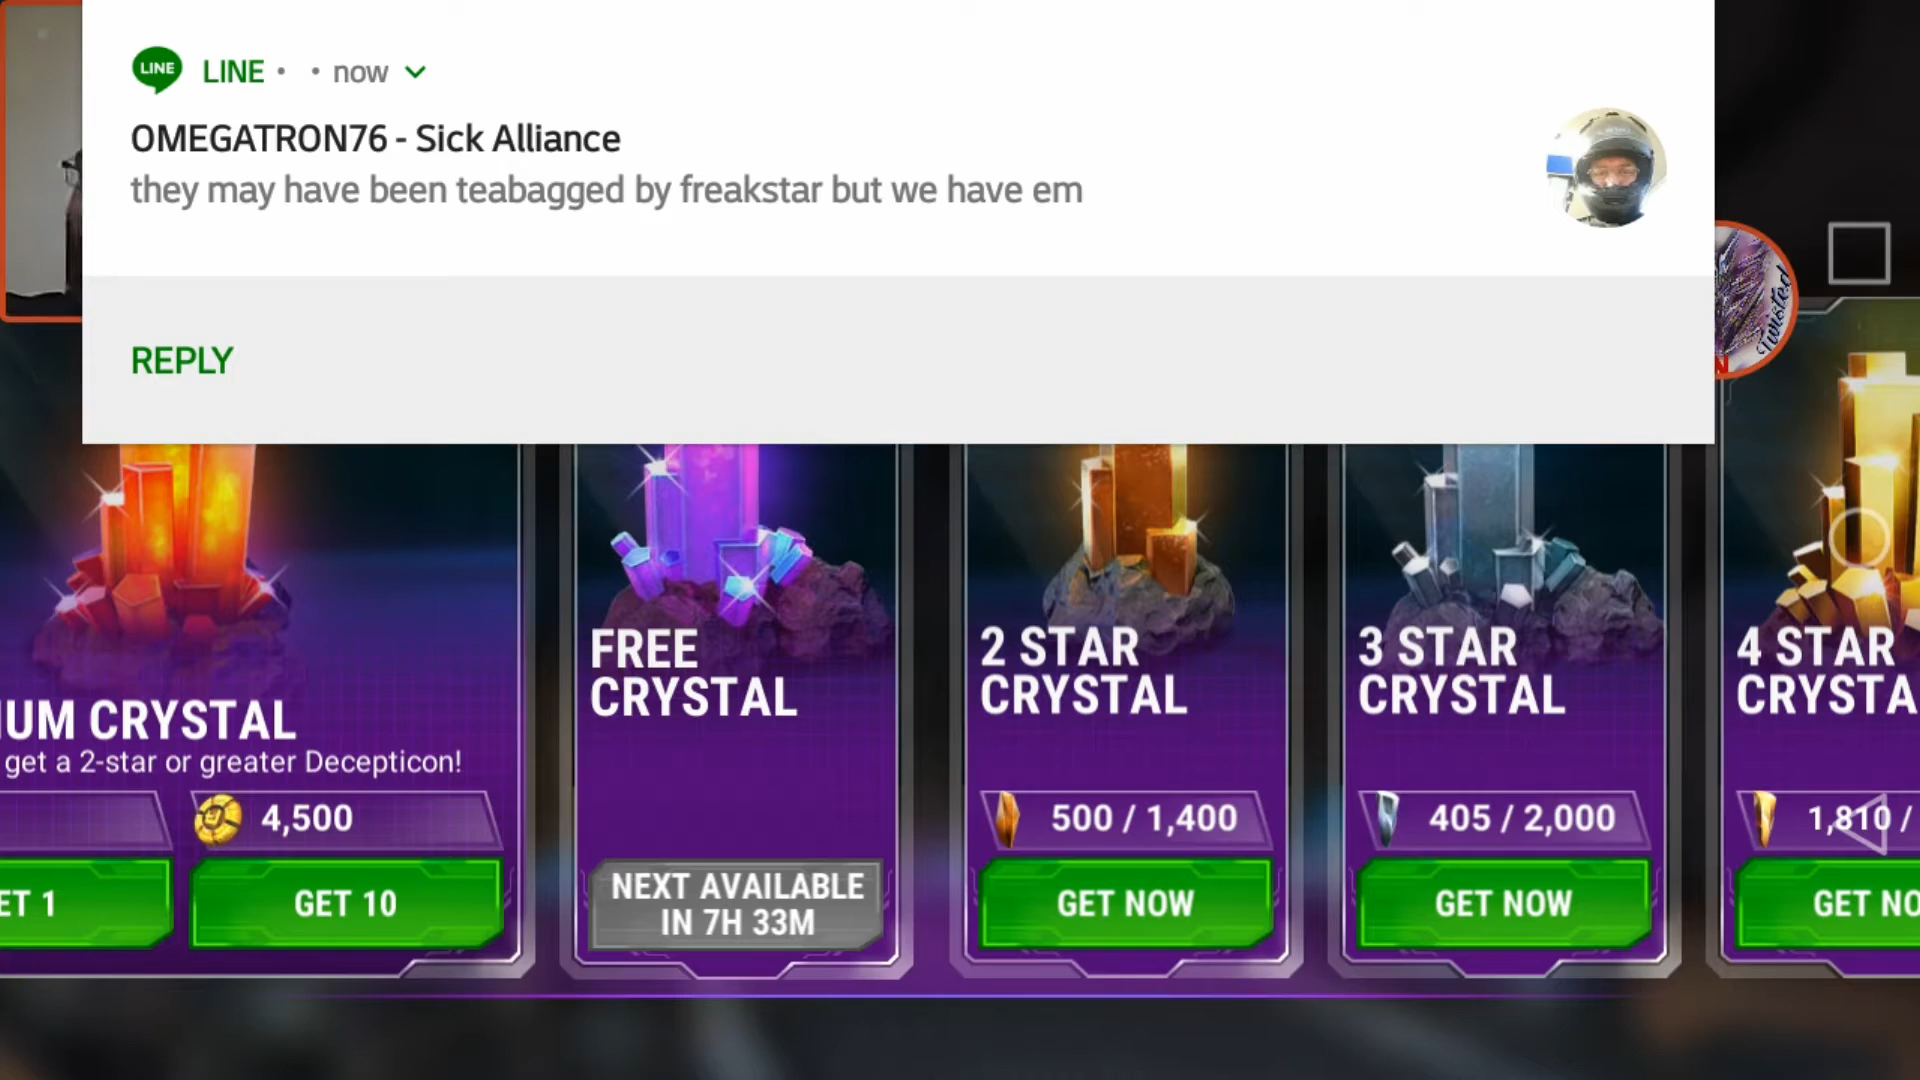 LINE
LINE • • now
OMEGATRON76 - Sick Alliance
they may have been teabagged by freakstar but we have em
REPLY
Twisted
IUM CRYSTAL
get a 2-star or greater Decepticon!
4,500
ET 1
GET 10
FREE
CRYSTAL
NEXT AVAILABLE
IN 7H 33M
2 STAR
CRYSTAL
500 / 1,400
GET NOW
3 STAR
CRYSTAL
405 / 2,000
GET NOW
4 STAR
CRYSTA
1,810 /
GET NO